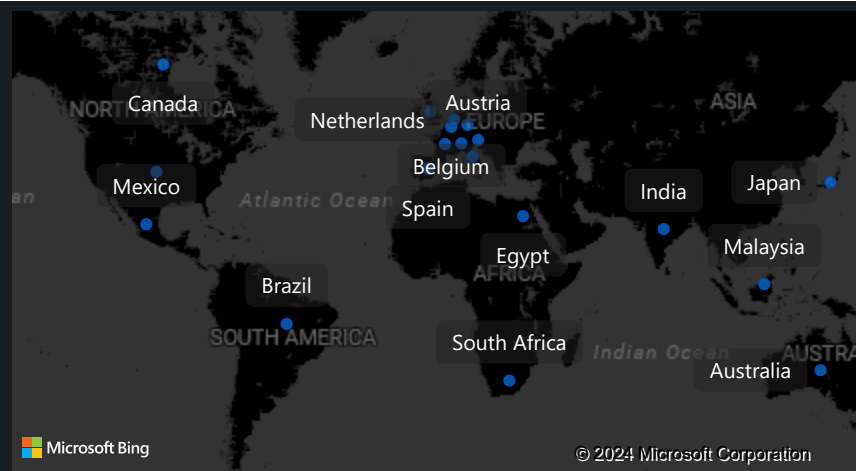 Canada
NORTH AMERICA
Austria
Netherlands
EUROPE
ASIA
Belgium
Mexico
India
Japan
an
Atlantic Ocean
Spain
Malaysia
Egypt
AFRICA
Brazil
SOUTH AMERICA
South Africa
Indian Ocean
AUSTRA
Australia
Microsoft Bing
© 2024 Microsoft Corporation